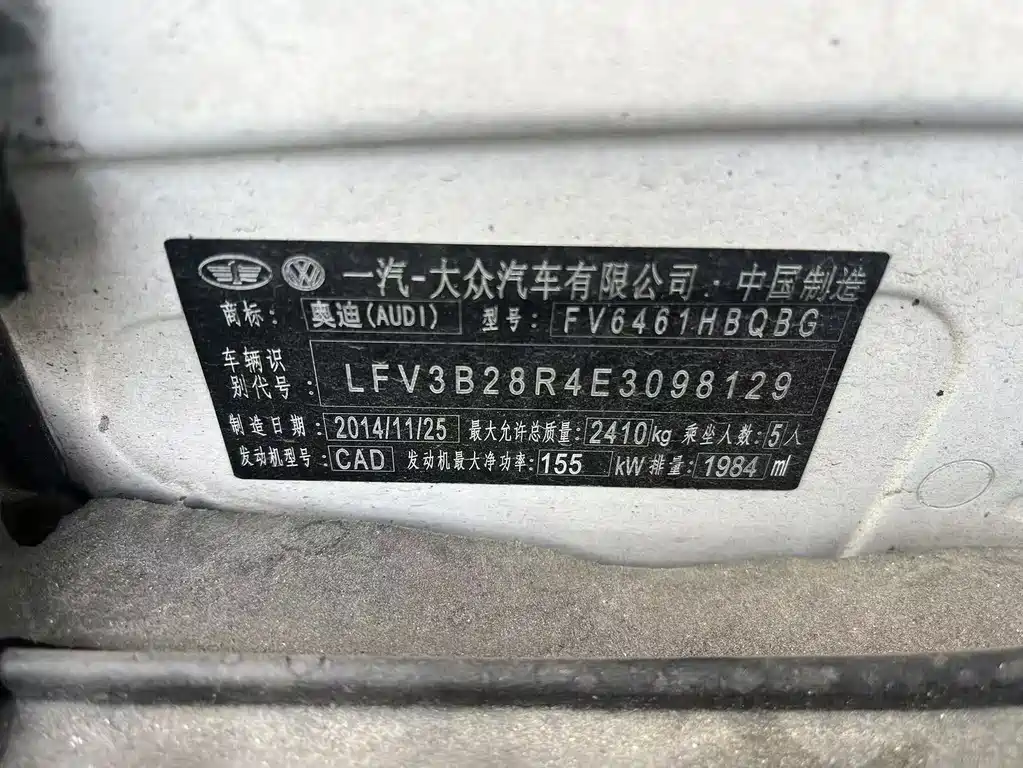 一汽-大众汽车有限公司·中国制造
商标: 奥迪(AUDI) 型号: FV6461HBQBG
车辆识
别代号: LFV3B28R4E3098129
制造日期: 2014/11/25 最大允许总质量: 2410kg 乘坐人数: 5人
发动机型号: CAD 发动机最大净功率: 155 kW 排量: 1984 ml